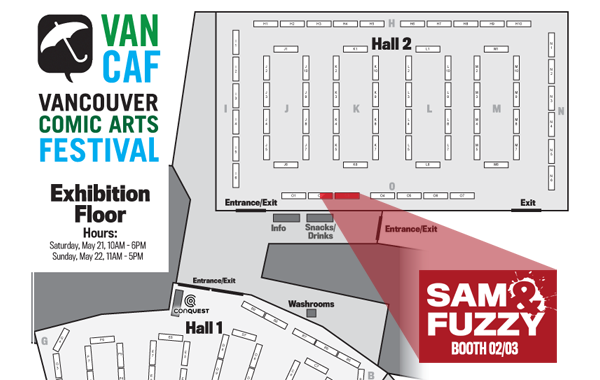 VAN
CAF
VANCOUVER
COMIC ARTS
FESTIVAL
Exhibition
Floor
Hours:
Saturday, May 21, 10AM - 6PM
Sunday, May 22, 11AM - 5PM
H
Hall 2
I
J
K
L
M
N
O
Entrance/Exit
Exit
Info
Snacks/
Drinks
Entrance/Exit
Entrance/Exit
CONQUEST
Washrooms
Hall 1
G
B
SAM &
FUZZY
BOOTH 02/03